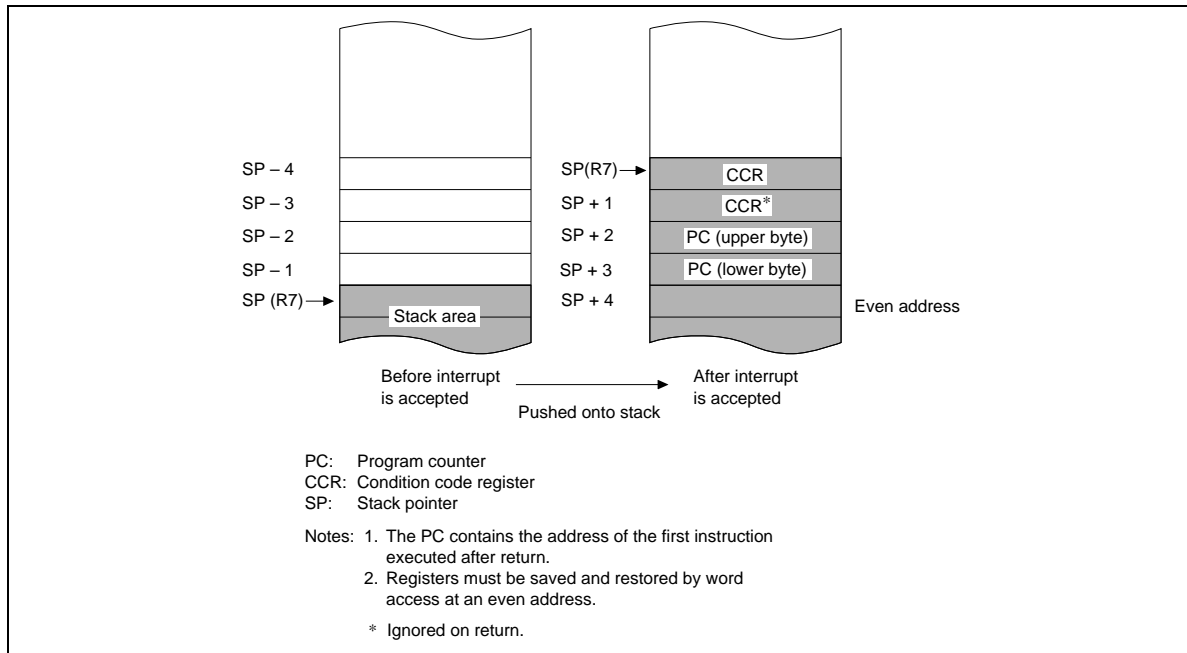 SP – 4
SP – 3
SP – 2
SP – 1
SP (R7)
Stack area
SP(R7)
SP + 1
SP + 2
SP + 3
SP + 4
CCR
CCR*
PC (upper byte)
PC (lower byte)
Even address
Before interrupt
is accepted
Pushed onto stack
After interrupt
is accepted
PC: Program counter
CCR: Condition code register
SP: Stack pointer
Notes: 1. The PC contains the address of the first instruction
executed after return.
2. Registers must be saved and restored by word
access at an even address.
* Ignored on return.